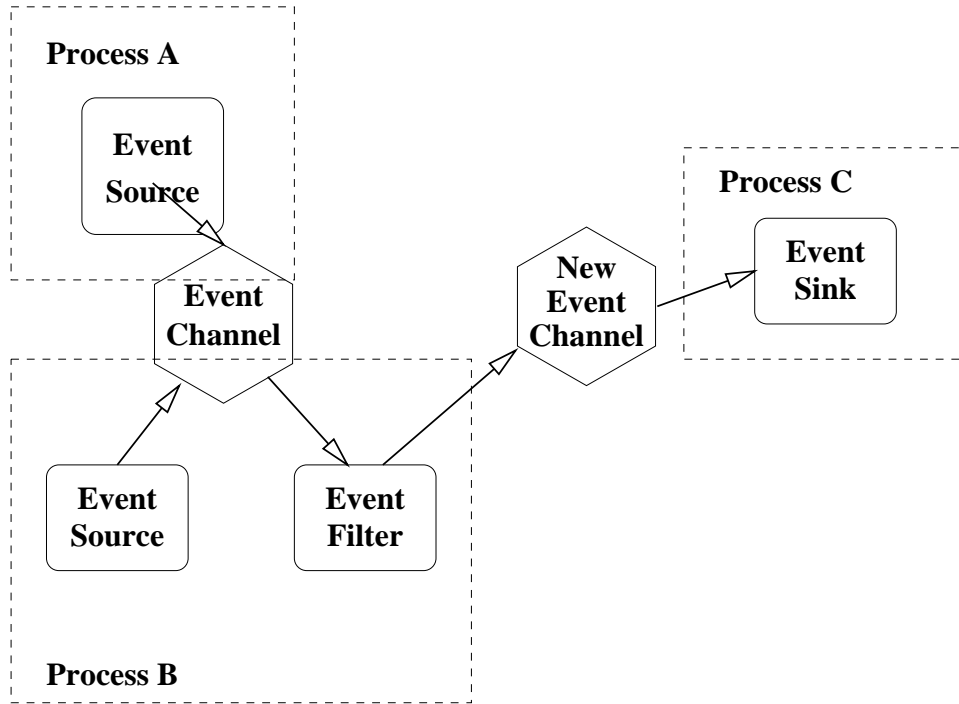 Process A
Event
Source
Process C
Event
Sink
New
Event
Channel
Event
Channel
Event
Source
Event
Filter
Process B